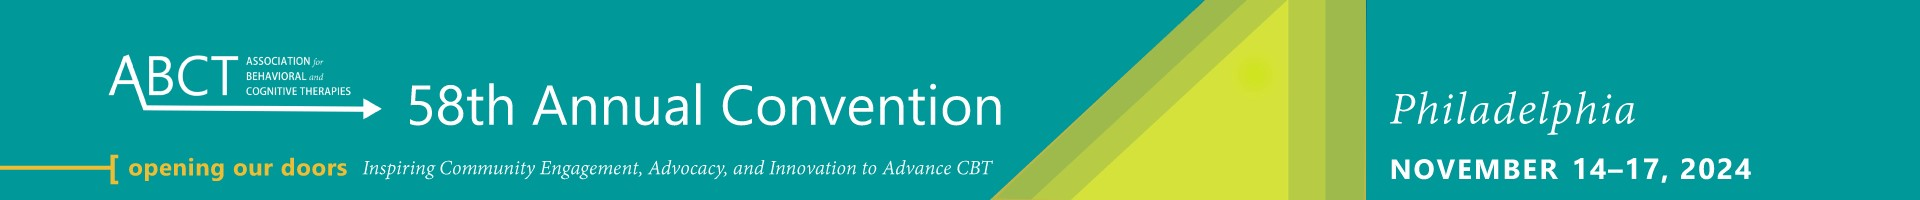 ABCT
ASSOCIATION for
BEHAVIORAL and
COGNITIVE THERAPIES
58th Annual Convention
[ opening our doors Inspiring Community Engagement, Advocacy, and Innovation to Advance CBT
Philadelphia
NOVEMBER 14–17, 2024